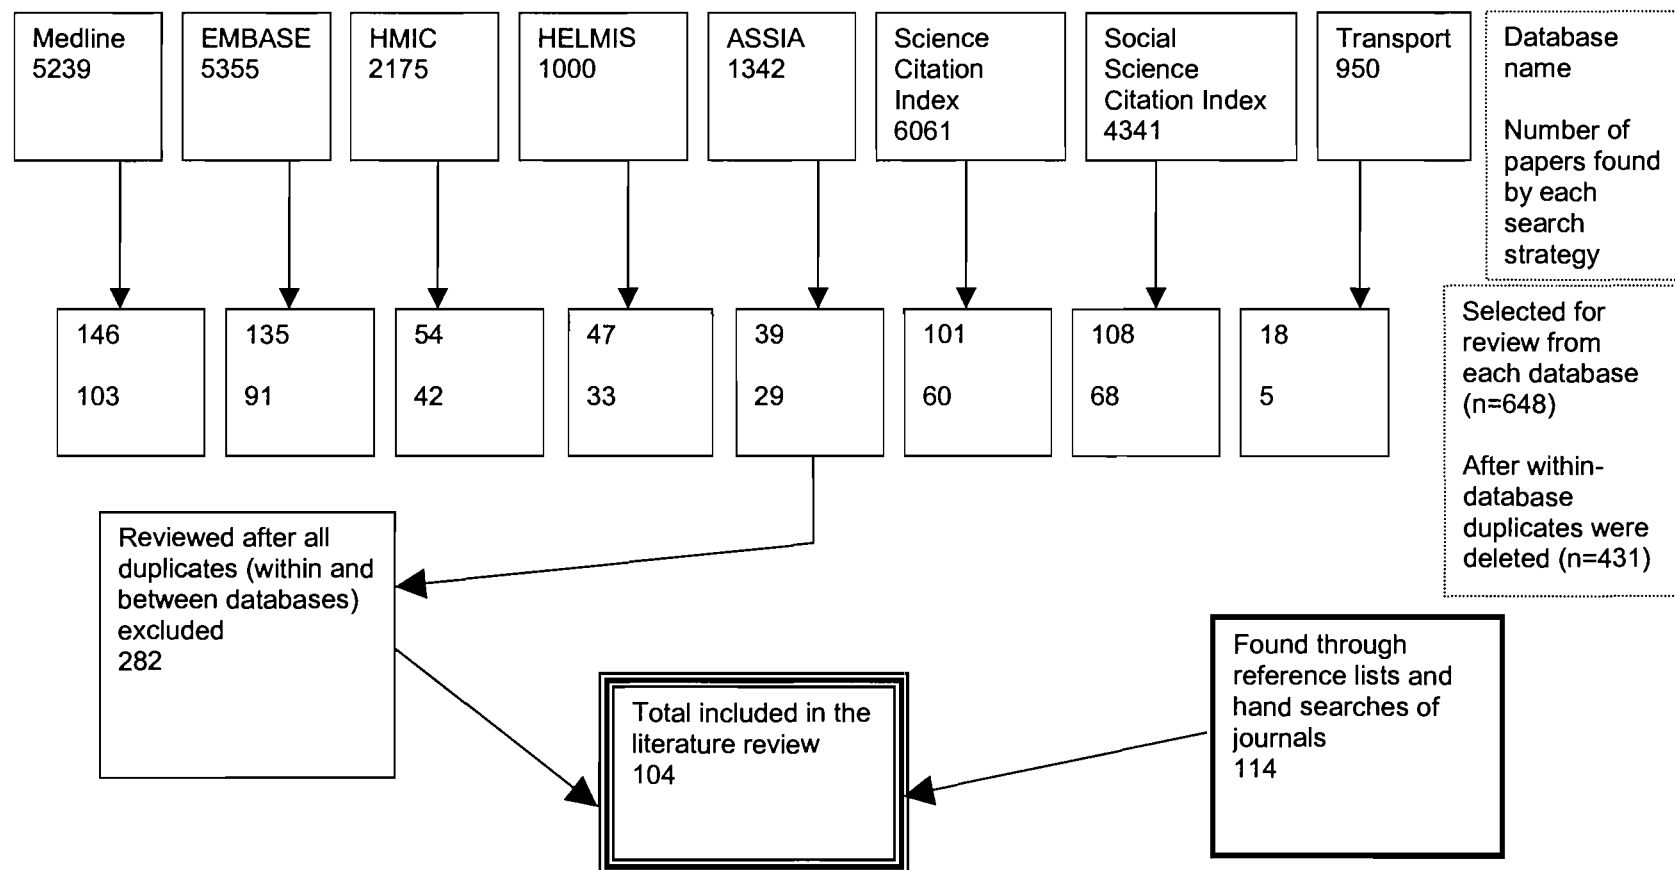 Medline
5239
EMBASE
5355
HMIC
2175
HELMIS
1000
ASSIA
1342
Science
Citation
Index
6061
Social
Science
Citation Index
4341
Transport
950
Database
name
Number of
papers found
by each
search
strategy
146
103
135
91
54
42
47
33
39
29
101
60
108
68
18
5
Selected for
review from
each database
(n=648)
After within-
database
duplicates were
deleted (n=431)
Reviewed after all
duplicates (within and
between databases)
excluded
282
Total included in the
literature review
104
Found through
reference lists and
hand searches of
journals
114